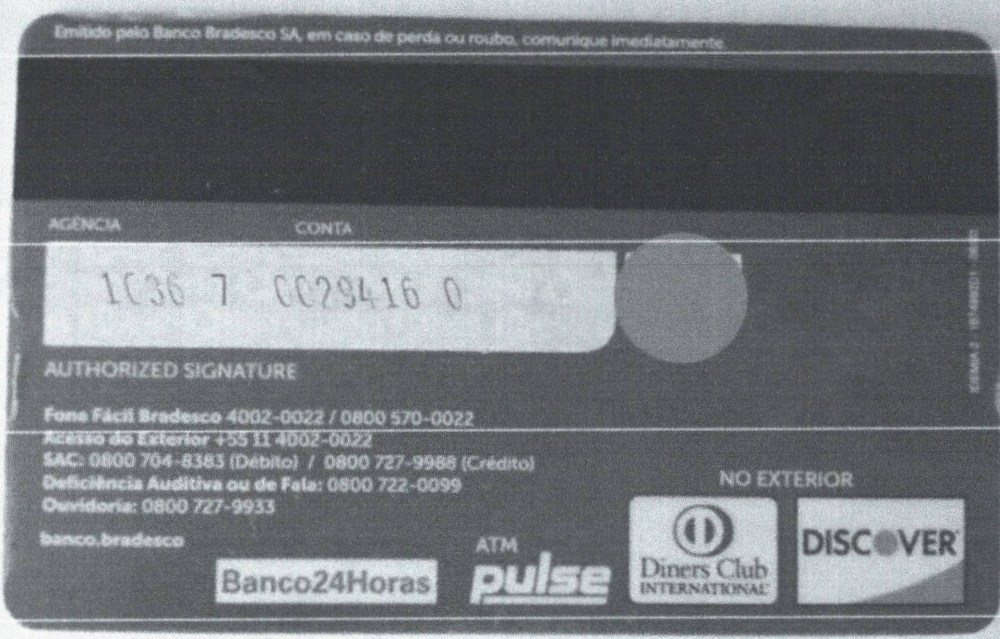 Emitido pelo Banco Bradesco SA, em caso de perda ou roubo, comunique imediatamente.
AGÊNCIA CONTA
1036 7 0029416 0
AUTHORIZED SIGNATURE
Fone Fácil Bradesco 4002-0022 / 0800 570-0022
Acesso do Exterior +55 11 4002-0022
SAC: 0800 704-8383 (Débito) / 0800 727-9988 (Crédito)
Deficiência Auditiva ou de Fala: 0800 722-0099
Ouvidoria: 0800 727-9933
banco.bradesco
Banco24Horas
ATM
pulse
NO EXTERIOR
Diners Club
INTERNATIONAL
DISCOVER